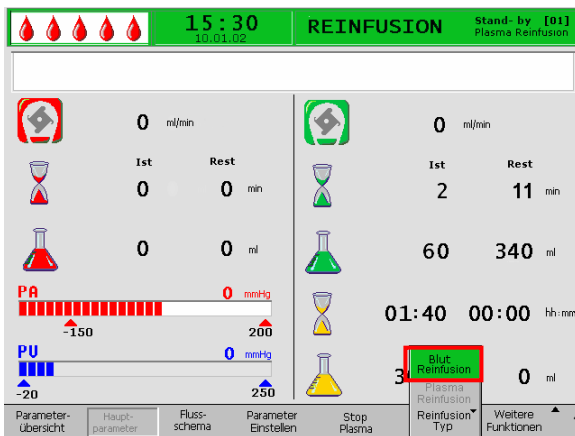 15:30
10.01.02
REINFUSION
Stand- by [01]
Plasma Reinfusion
0 ml/min
0 ml/min
Ist Rest
0 0 min
Ist Rest
2 11 min
0 0 ml
60 340 ml
PA 0 mmHg
-150 200
01:40 00:00 hh:mm
PV 0 mmHg
-20 250
3
0 ml
Blut
Reinfusion
Plasma
Reinfusion
Parameter-
übersicht
Haupt-
parameter
Fluss-
schema
Parameter
Einstellen
Stop
Plasma
Reinfusion
Typ
Weitere
Funktionen